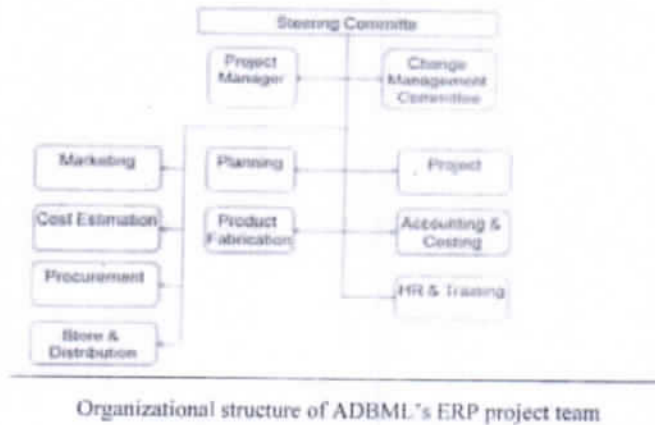 Steering Committe
Project
Manager
Change
Management
Committee
Marketing
Planning
Project
Cost Estimation
Product
Fabrication
Accounting &
Costing
Procurement
HR & Training
Store &
Distribution
Organizational structure of ADBML's ERP project team